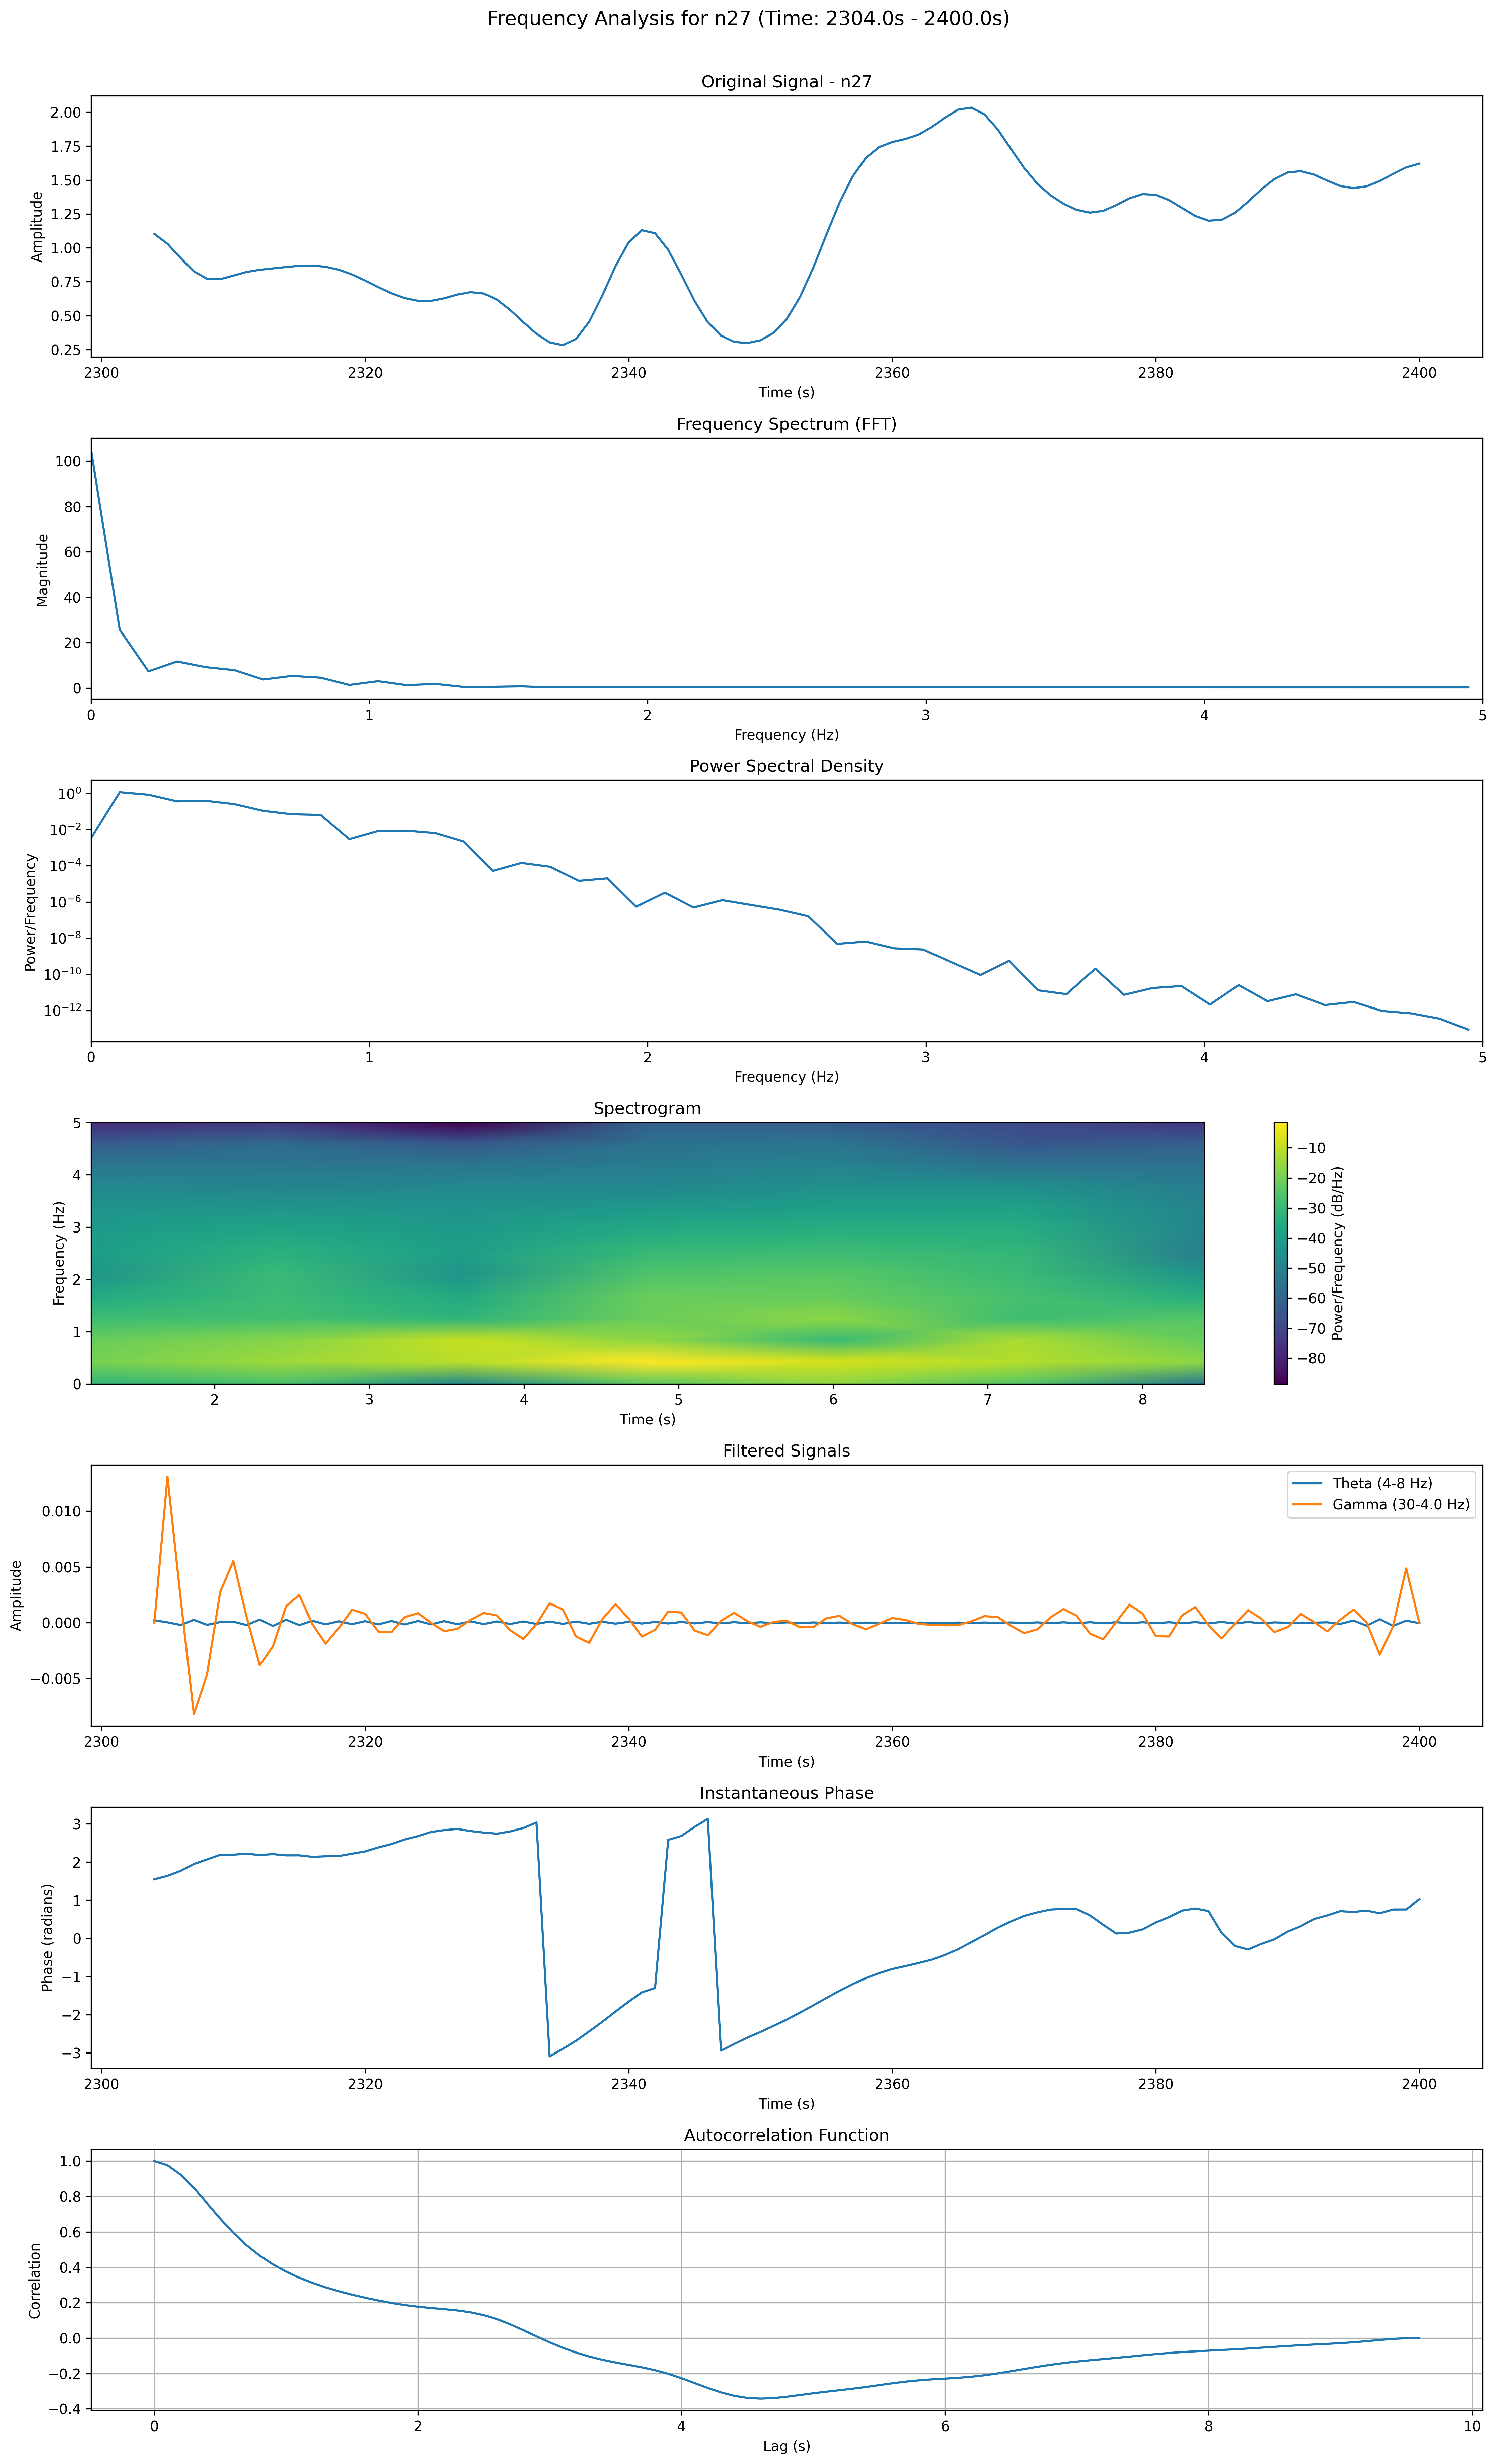 Frequency Analysis for n27 (Time: 2304.0s - 2400.0s)
Original Signal - n27
2.00
1.75
1.50
1.25
1.00
0.75
0.50
0.25
Amplitude
2300 2320 2340 2360 2380 2400
Time (s)
Frequency Spectrum (FFT)
100
80
60
40
20
0
Magnitude
0 1 2 3 4 5
Frequency (Hz)
Power Spectral Density
10⁰
10⁻²
10⁻⁴
10⁻⁶
10⁻⁸
10⁻¹⁰
10⁻¹²
Power/Frequency
0 1 2 3 4 5
Frequency (Hz)
Spectrogram
5
4
3
2
1
0
Frequency (Hz)
2 3 4 5 6 7 8
Time (s)
−10
−20
−30
−40
−50
−60
−70
−80
Power/Frequency (dB/Hz)
Filtered Signals
Theta (4-8 Hz)
Gamma (30-4.0 Hz)
0.010
0.005
0.000
−0.005
Amplitude
2300 2320 2340 2360 2380 2400
Time (s)
Instantaneous Phase
3
2
1
0
−1
−2
−3
Phase (radians)
2300 2320 2340 2360 2380 2400
Time (s)
Autocorrelation Function
1.0
0.8
0.6
0.4
0.2
0.0
−0.2
−0.4
Correlation
0 2 4 6 8 10
Lag (s)